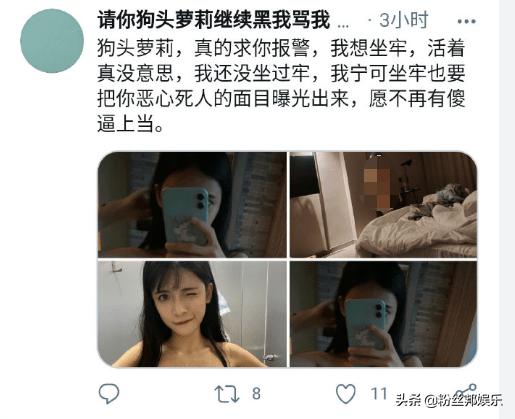 请你狗头萝莉继续黑我骂我 ... · 3小时 •••
狗头萝莉，真的求你报警，我想坐牢，活着
真没意思，我还没坐过牢，我宁可坐牢也要
把你恶心死人的面目曝光出来，愿不再有傻
逼上当。
8
11
头条 @粉丝邦娱乐